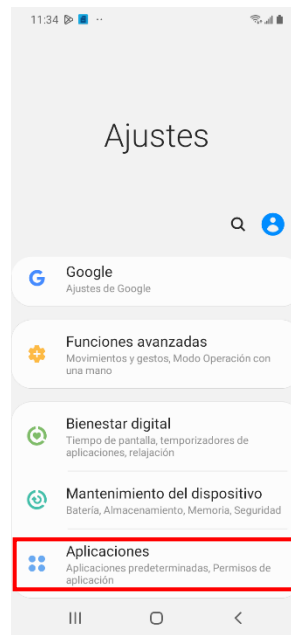 11:34
Ajustes
Google
Ajustes de Google
Funciones avanzadas
Movimientos y gestos, Modo Operación con
una mano
Bienestar digital
Tiempo de pantalla, temporizadores de
aplicaciones, relajación
Mantenimiento del dispositivo
Batería, Almacenamiento, Memoria, Seguridad
Aplicaciones
Aplicaciones predeterminadas, Permisos de
aplicación